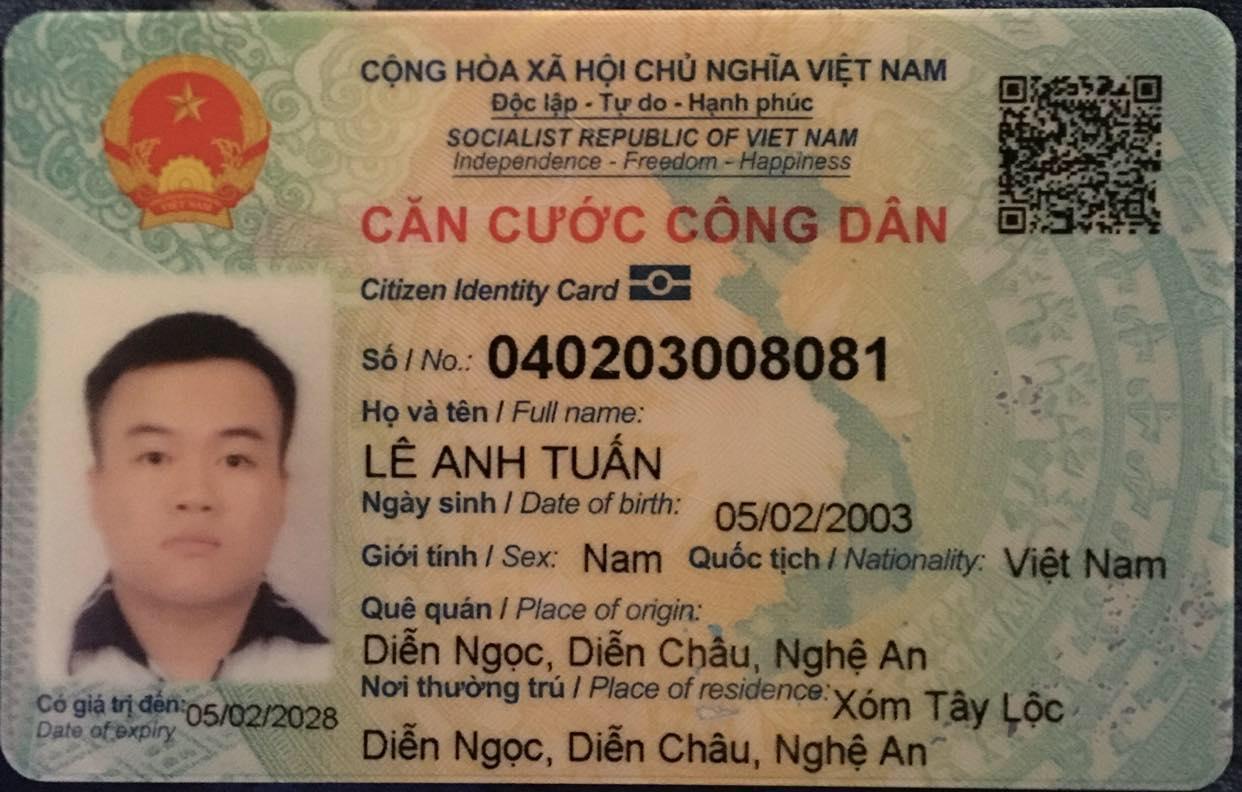 CỘNG HÒA XÃ HỘI CHỦ NGHĨA VIỆT NAM
Độc lập - Tự do - Hạnh phúc
SOCIALIST REPUBLIC OF VIET NAM
Independence - Freedom - Happiness
CĂN CƯỚC CÔNG DÂN
Citizen Identity Card
Số / No.: 040203008081
Họ và tên / Full name:
LÊ ANH TUẤN
Ngày sinh / Date of birth: 05/02/2003
Giới tính / Sex: Nam Quốc tịch / Nationality: Việt Nam
Quê quán / Place of origin:
Diễn Ngọc, Diễn Châu, Nghệ An
Nơi thường trú / Place of residence: Xóm Tây Lộc
Diễn Ngọc, Diễn Châu, Nghệ An
Có giá trị đến: 05/02/2028
Date of expiry
VIỆT NAM